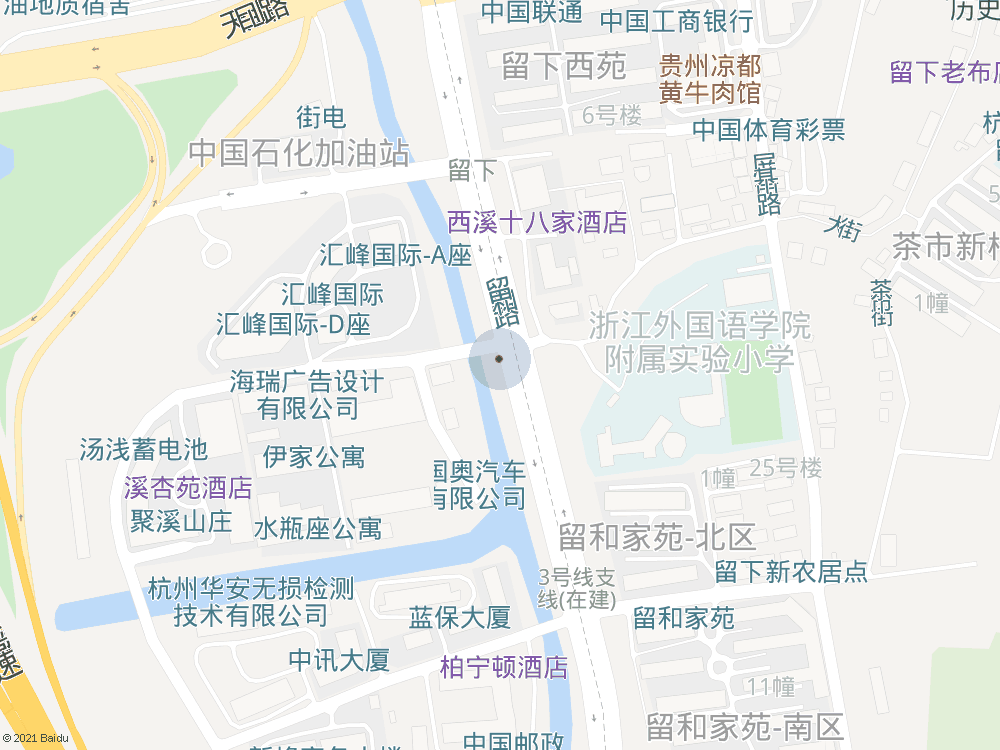 油地质宿舍
天目山路
中国联通
中国工商银行
历史
留下西苑
贵州凉都
黄牛肉馆
留下老布店
6号楼
街电
中国体育彩票
杭
中国石化加油站
留下
西溪十八家酒店
大街
茶市新村
汇峰国际-A座
汇峰国际
留和路
茶街
1幢
汇峰国际-D座
浙江外国语学院
附属实验小学
海瑞广告设计
有限公司
汤浅蓄电池
伊家公寓
国奥汽车
有限公司
1幢
25号楼
溪杏苑酒店
聚溪山庄
水瓶座公寓
留和家苑-北区
杭州华安无损检测
技术有限公司
3号线支
线(在建)
留下新农居点
蓝保大厦
留和家苑
中讯大厦
柏宁顿酒店
高速
11幢
留和家苑-南区
中国邮政
© 2021 Baidu